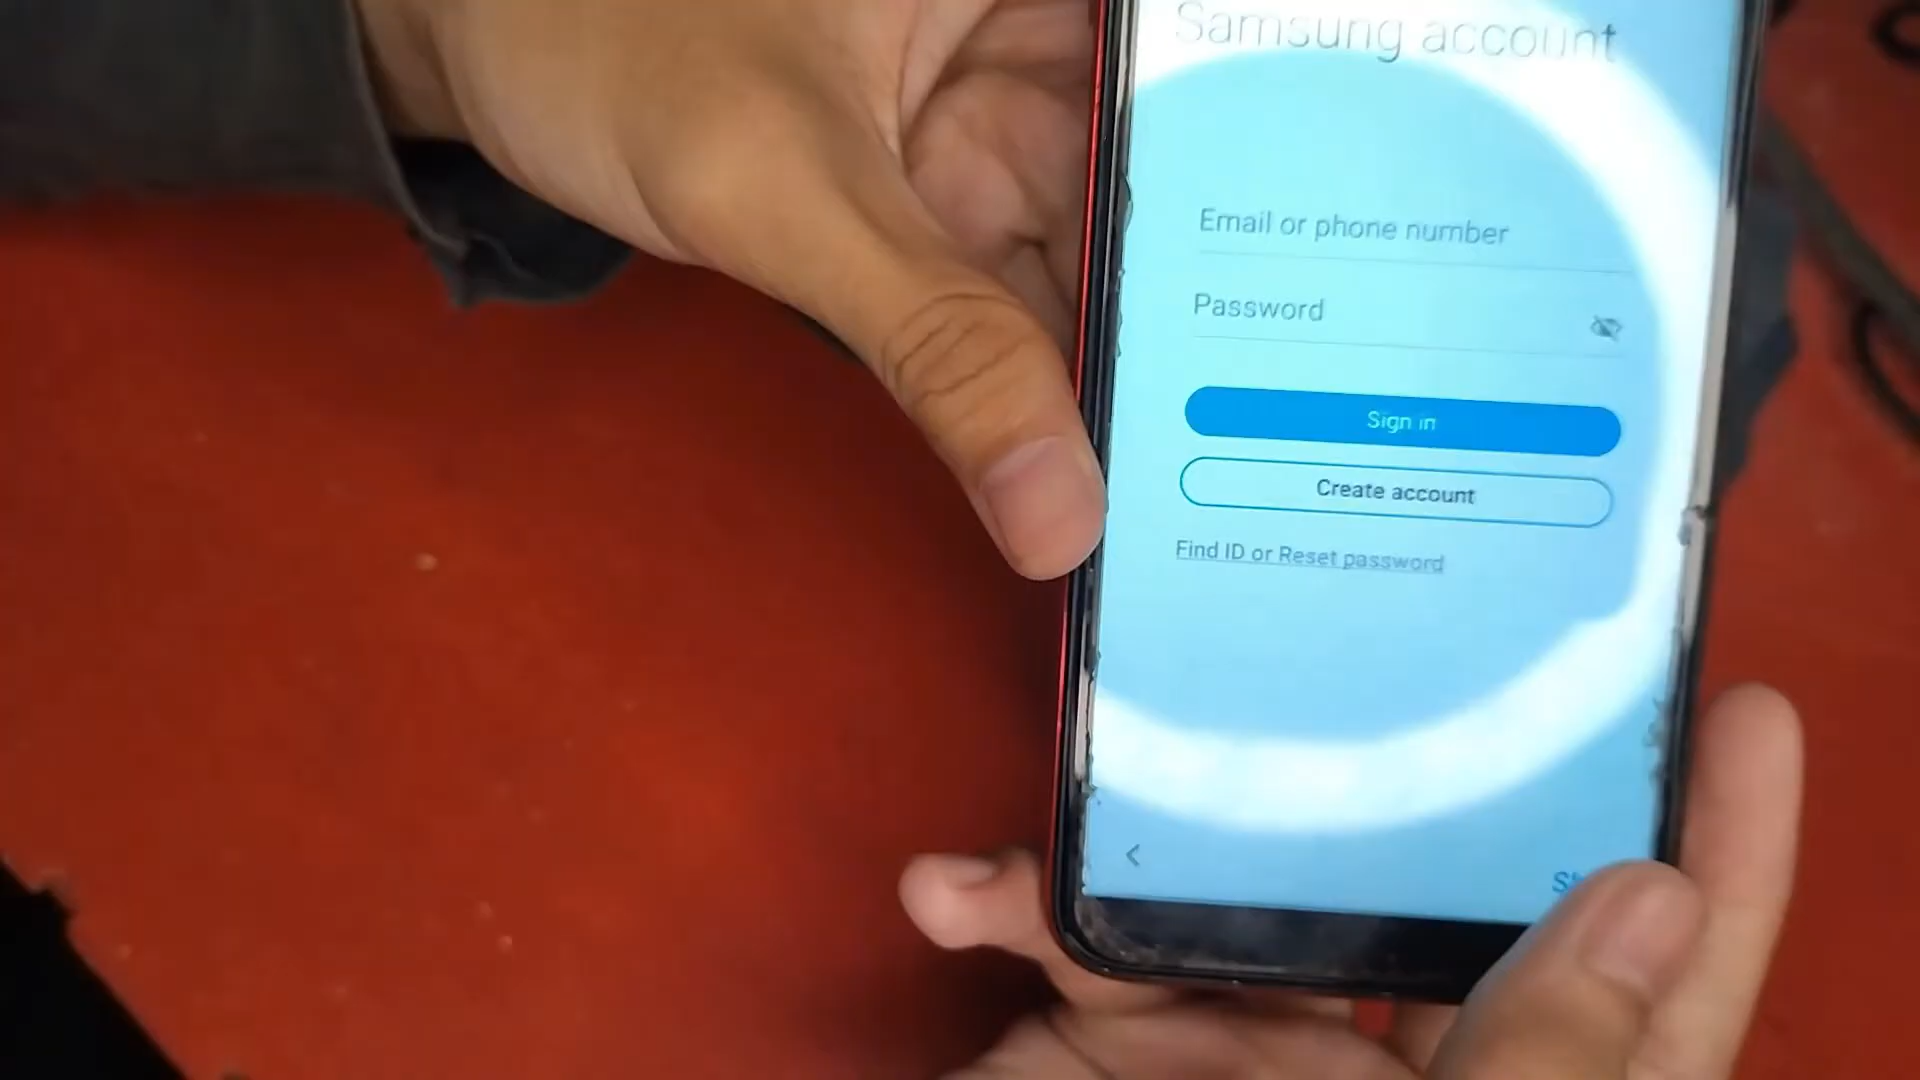 Samsung account
Email or phone number
Password
Sign in
Create account
Find ID or Reset password